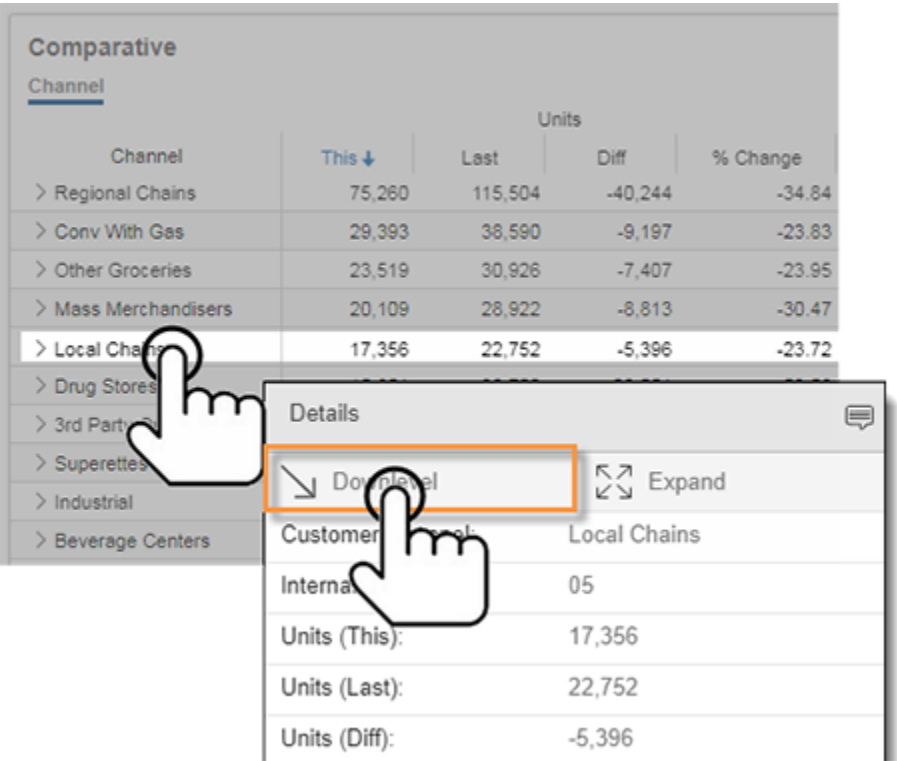 Comparative
Channel
Units
Channel This Last Diff % Change
Regional Chains 75,260 115,504 -40,244 -34.84
Conv With Gas 29,393 38,590 -9,197 -23.83
Other Groceries 23,519 30,926 -7,407 -23.95
Mass Merchandisers 20,109 28,922 -8,813 -30.47
Local Chains 17,356 22,752 -5,396 -23.72
Drug Stores
3rd Party
Superettes
Industrial
Beverage Centers
Details
Downlevel Expand
Customer Local Chains
05
Units (This): 17,356
Units (Last): 22,752
Units (Diff): -5,396